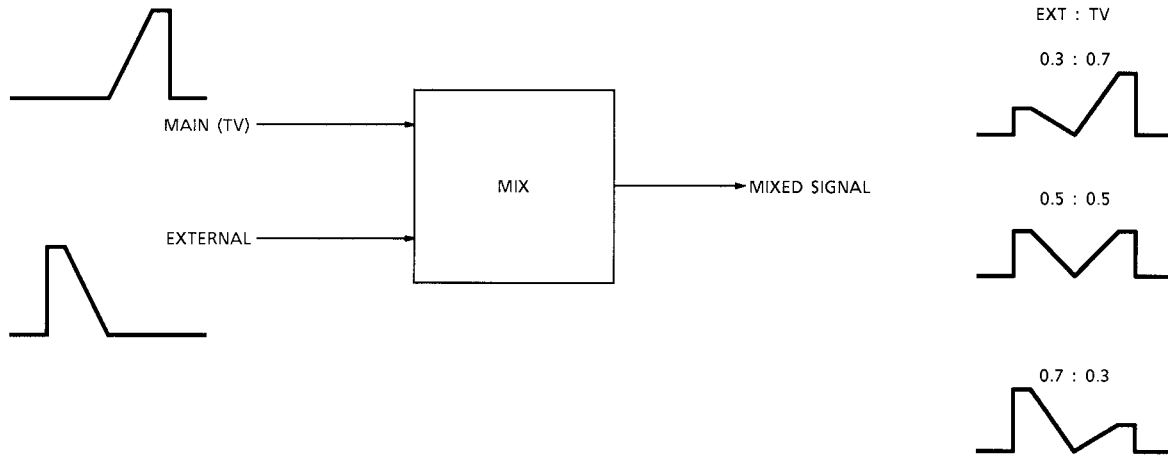 EXT : TV
0.3 : 0.7
MAIN (TV)
MIX
MIXED SIGNAL
0.5 : 0.5
EXTERNAL
0.7 : 0.3